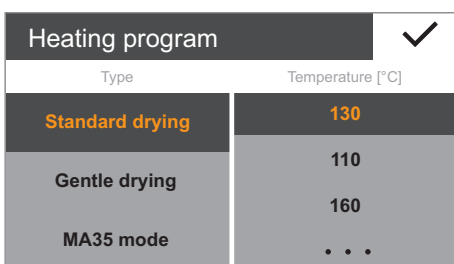 Heating program
Type Temperature [°C]
Standard drying 130
110
Gentle drying
160
MA35 mode
. . .